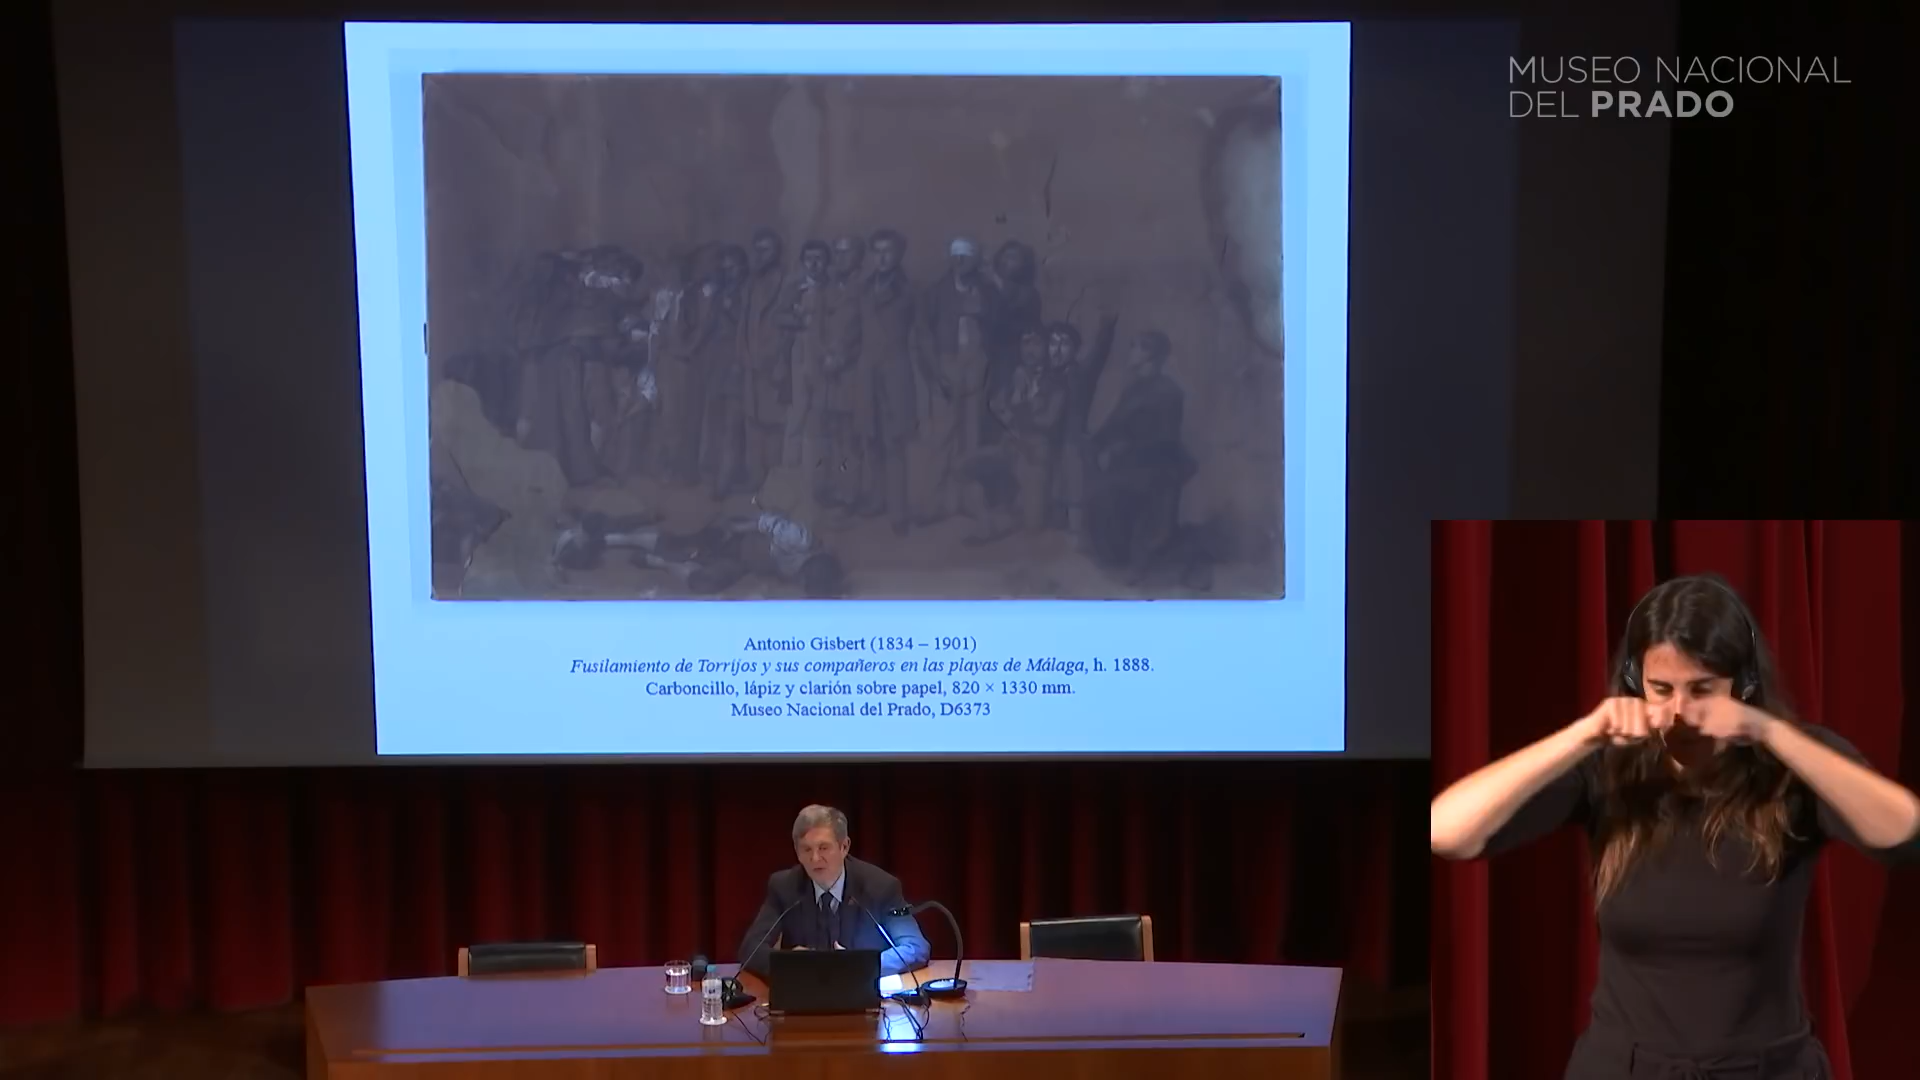 MUSEO NACIONAL
DEL PRADO
Antonio Gisbert (1834 – 1901)
Fusilamiento de Torrijos y sus compañeros en las playas de Málaga, h. 1888.
Carboncillo, lápiz y clarión sobre papel, 820 × 1330 mm.
Museo Nacional del Prado, D6373